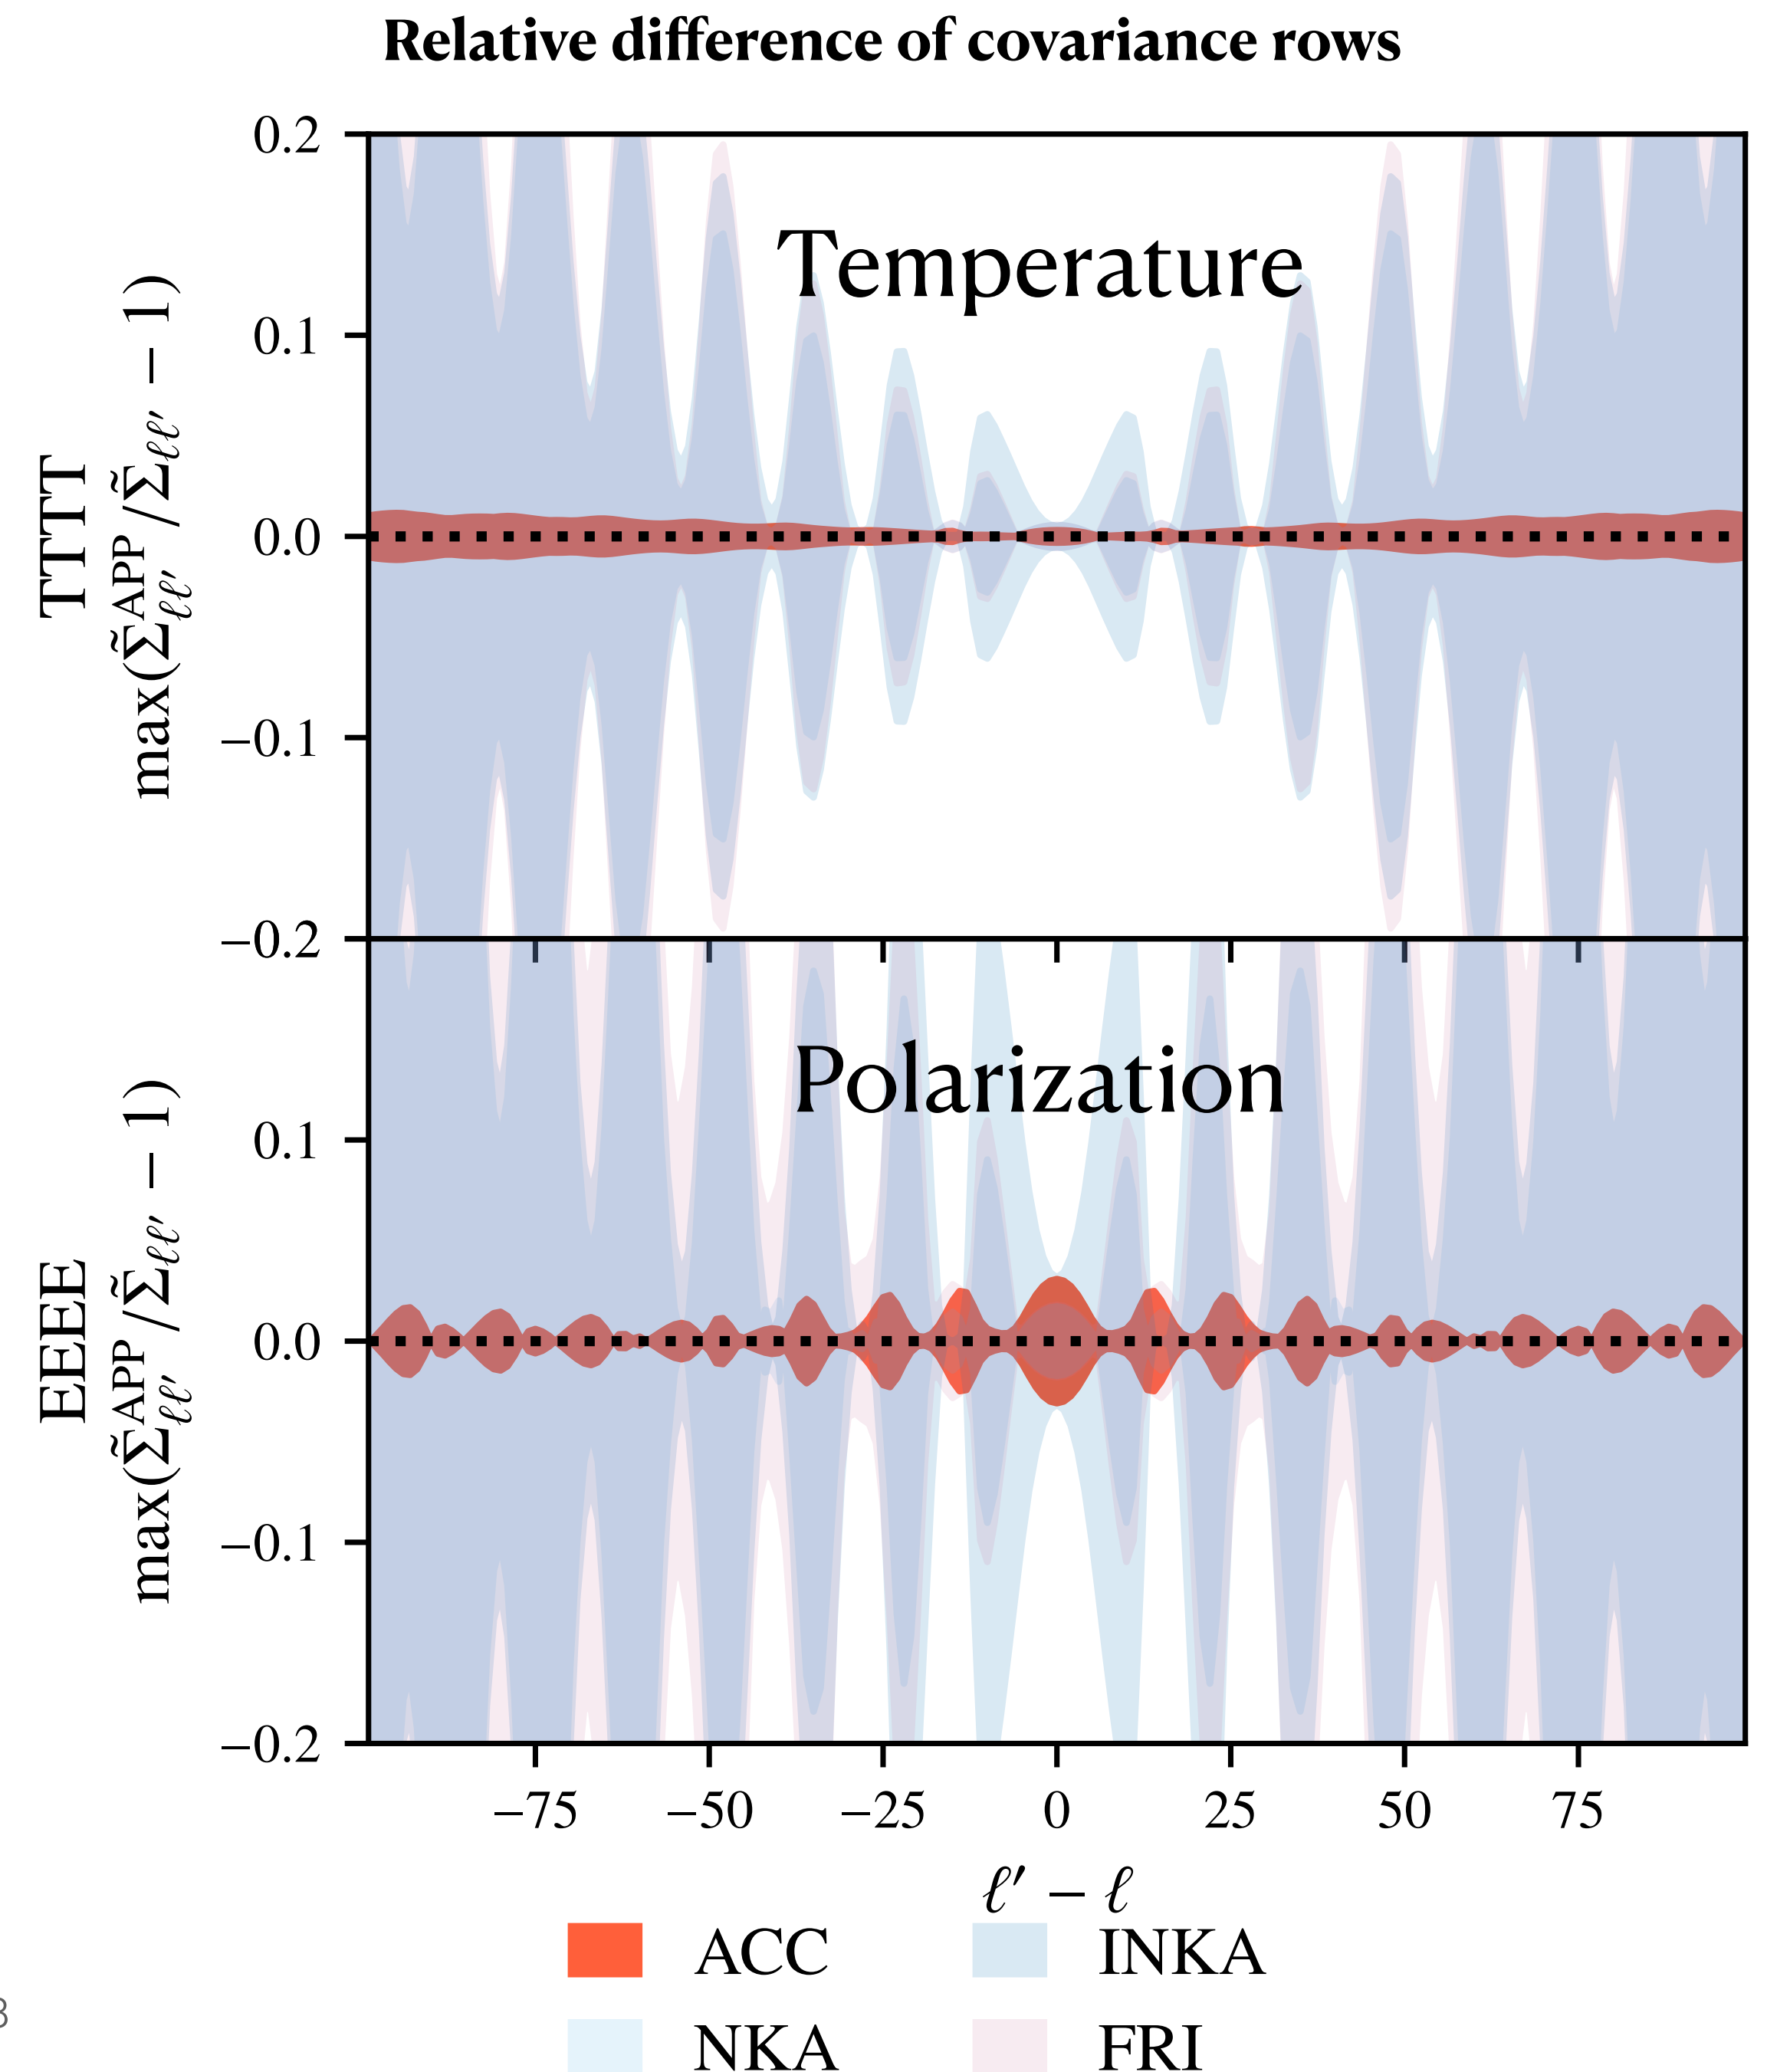 Relative difference of covariance rows
0.2
0.1
0.0
−0.1
−0.2
TTTT
max(Σ̃^APP_ℓℓ′ / Σ̃_ℓℓ′ − 1)
Temperature
0.1
0.0
−0.1
−0.2
EEEE
max(Σ̃^APP_ℓℓ′ / Σ̃_ℓℓ′ − 1)
Polarization
−75 −50 −25 0 25 50 75
ℓ′ − ℓ
ACC INKA
NKA FRI